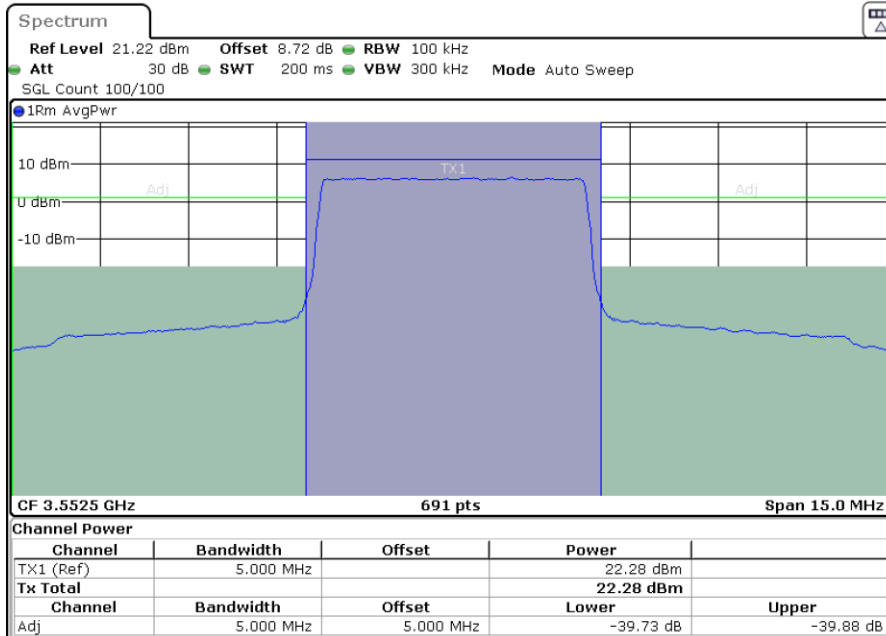 Spectrum
Ref Level 21.22 dBm Offset 8.72 dB RBW 100 kHz
Att 30 dB SWT 200 ms VBW 300 kHz Mode Auto Sweep
SGL Count 100/100
1Rm AvgPwr
10 dBm
TX1
Adj Adj
0 dBm
-10 dBm
CF 3.5525 GHz 691 pts Span 15.0 MHz
Channel Power
Channel Bandwidth Offset Power
TX1 (Ref) 5.000 MHz 22.28 dBm
Tx Total 22.28 dBm
Channel Bandwidth Offset Lower Upper
Adj 5.000 MHz 5.000 MHz -39.73 dB -39.88 dB